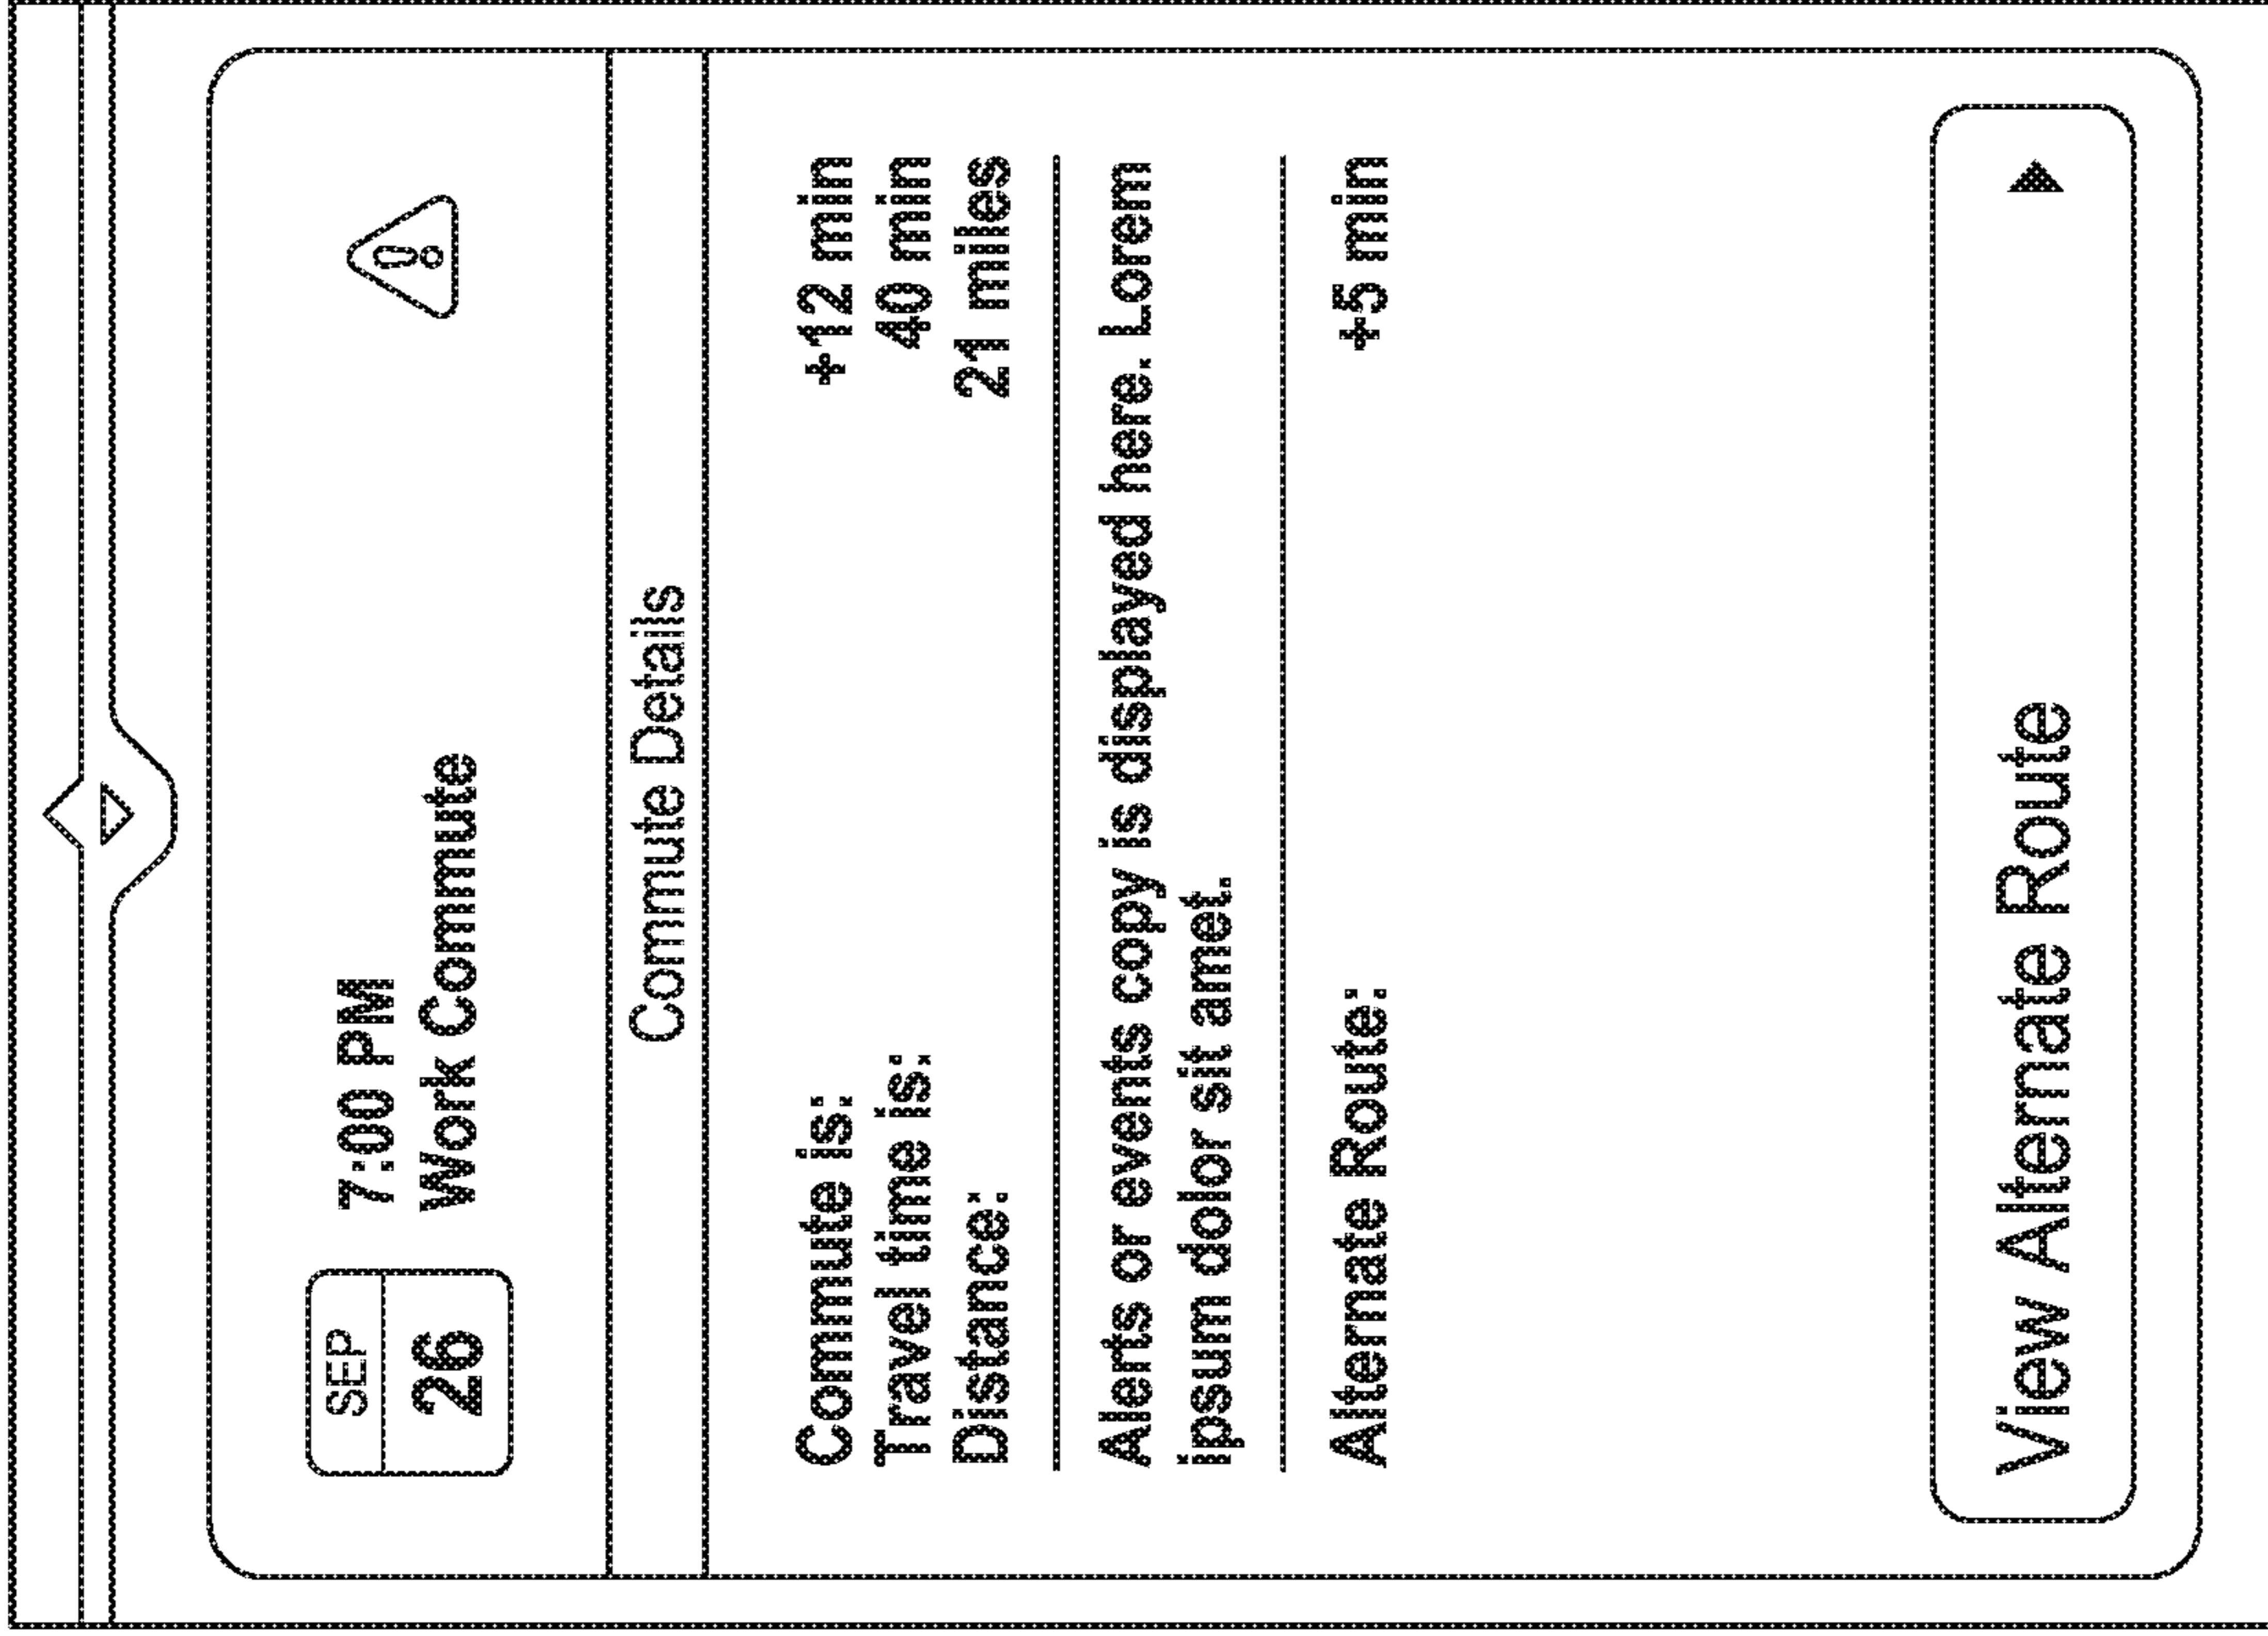 SEP
26
7:00 PM
Work Commute
Commute Details
Commute is: +12 min
Travel time is: 40 min
Distance: 21 miles
Alerts or events copy is displayed here. Lorem
ipsum dolor sit amet.
Alternate Route: +5 min
View Alternate Route